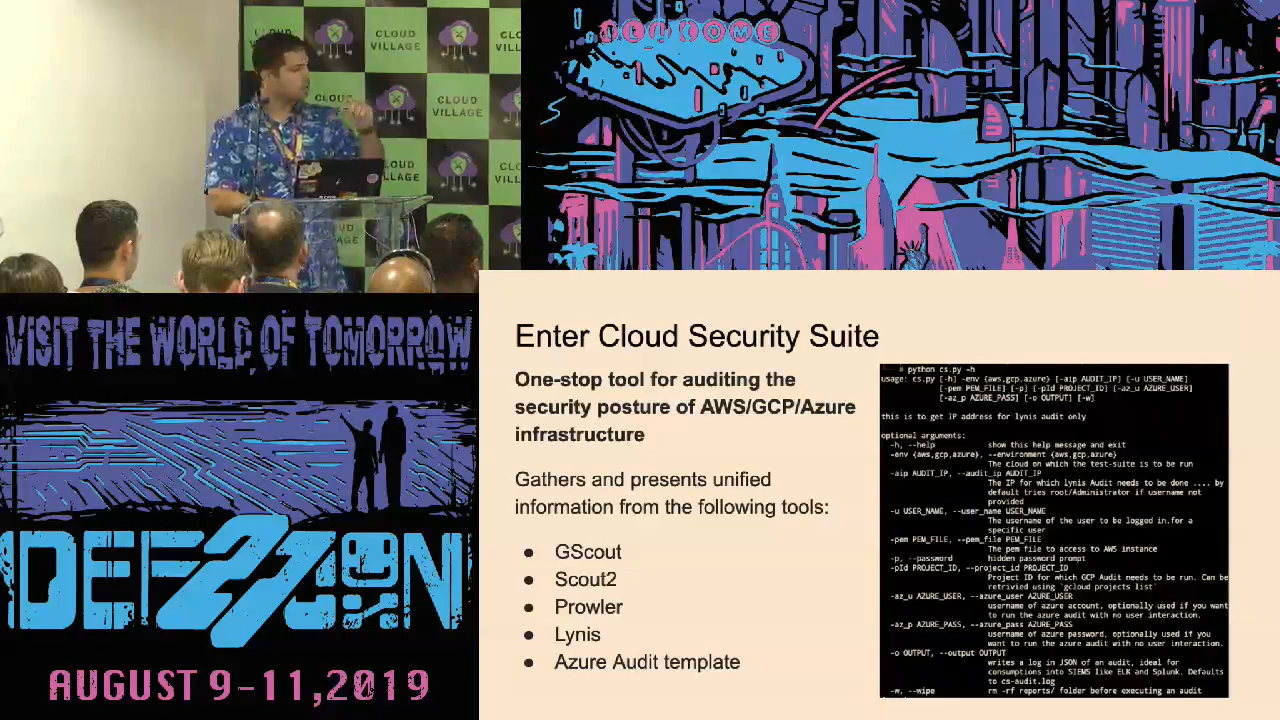 CLOUD
VILLAGE
CLOUD
VILLAGE
CLOUD
VILLAGE
WELCOME
VISIT THE WORLD OF TOMORROW
DEF 27 CON
AUGUST 9-11,2019
Enter Cloud Security Suite
One-stop tool for auditing the
security posture of AWS/GCP/Azure
infrastructure
Gathers and presents unified
information from the following tools:
● GScout
● Scout2
● Prowler
● Lynis
● Azure Audit template
# python cs.py -h
usage: cs.py [-h] -env {aws,gcp,azure} [-aip AUDIT_IP] [-u USER_NAME]
[-pem PEM_FILE] [-p] [-pId PROJECT_ID] [-az_u AZURE_USER]
[-az_p AZURE_PASS] [-o OUTPUT] [-w]
this is to get IP address for lynis audit only
optional arguments:
-h, --help show this help message and exit
-env {aws,gcp,azure}, --environment {aws,gcp,azure}
The cloud on which the test-suite is to be run
-aip AUDIT_IP, --audit_ip AUDIT_IP
The IP for which lynis Audit needs to be done .... by
default tries root/Administrator if username not
provided
-u USER_NAME, --user_name USER_NAME
The username of the user to be logged in,for a
specific user
-pem PEM_FILE, --pem_file PEM_FILE
The pem file to access to AWS instance
-p, --password hidden password prompt
-pId PROJECT_ID, --project_id PROJECT_ID
Project ID for which GCP Audit needs to be run. Can be
retrivied using `gcloud projects list`
-az_u AZURE_USER, --azure_user AZURE_USER
username of azure account, optionally used if you want
to run the azure audit with no user interaction.
-az_p AZURE_PASS, --azure_pass AZURE_PASS
username of azure password, optionally used if you
want to run the azure audit with no user interaction.
-o OUTPUT, --output OUTPUT
writes a log in JSON of an audit, ideal for
consumptions into SIEMS like ELK and Splunk. Defaults
to cs-audit.log
-w, --wipe rm -rf reports/ folder before executing an audit